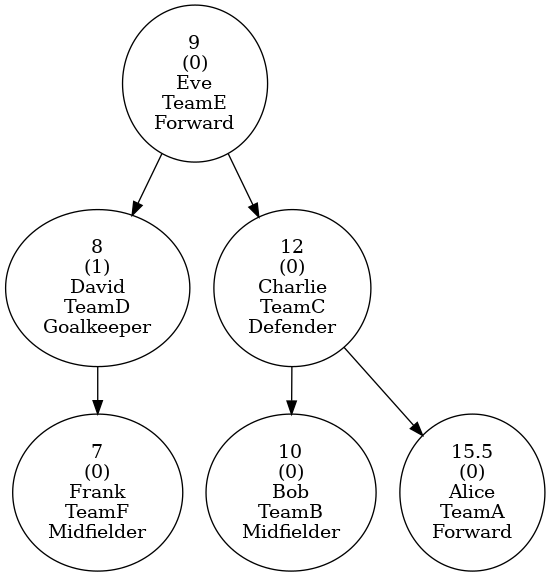 9
(0)
Eve
TeamE
Forward
8
(1)
David
TeamD
Goalkeeper
12
(0)
Charlie
TeamC
Defender
7
(0)
Frank
TeamF
Midfielder
10
(0)
Bob
TeamB
Midfielder
15.5
(0)
Alice
TeamA
Forward